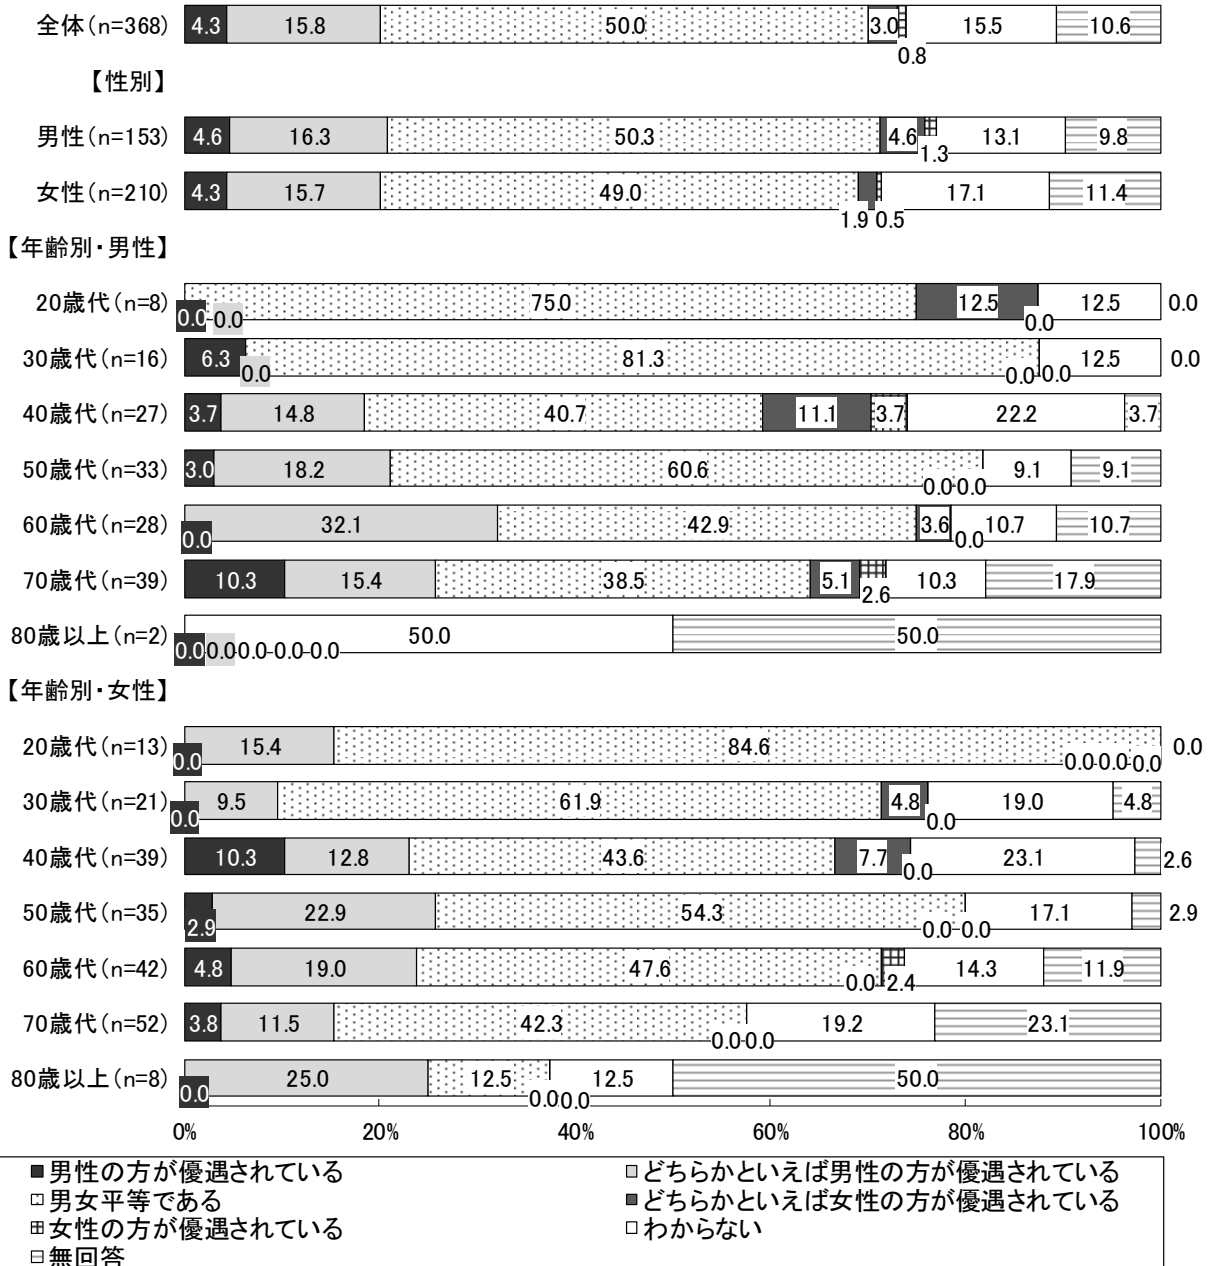 全体(n=368) 4.3 15.8 50.0 3.0 0.8 15.5 10.6
【性別】
男性(n=153) 4.6 16.3 50.3 4.6 1.3 13.1 9.8
女性(n=210) 4.3 15.7 49.0 1.9 0.5 17.1 11.4
【年齢別・男性】
20歳代(n=8) 0.0 0.0 75.0 12.5 0.0 12.5 0.0
30歳代(n=16) 6.3 0.0 81.3 0.0 0.0 12.5 0.0
40歳代(n=27) 3.7 14.8 40.7 11.1 3.7 22.2 3.7
50歳代(n=33) 3.0 18.2 60.6 0.0 0.0 9.1 9.1
60歳代(n=28) 0.0 32.1 42.9 3.6 0.0 10.7 10.7
70歳代(n=39) 10.3 15.4 38.5 5.1 2.6 10.3 17.9
80歳以上(n=2) 0.0 0.0 0.0 0.0 0.0 50.0 50.0
【年齢別・女性】
20歳代(n=13) 0.0 15.4 84.6 0.0 0.0 0.0 0.0
30歳代(n=21) 0.0 9.5 61.9 4.8 0.0 19.0 4.8
40歳代(n=39) 10.3 12.8 43.6 7.7 0.0 23.1 2.6
50歳代(n=35) 2.9 22.9 54.3 0.0 0.0 17.1 2.9
60歳代(n=42) 4.8 19.0 47.6 0.0 2.4 14.3 11.9
70歳代(n=52) 3.8 11.5 42.3 0.0 0.0 19.2 23.1
80歳以上(n=8) 0.0 25.0 12.5 0.0 0.0 12.5 50.0
0% 20% 40% 60% 80% 100%
男性の方が優遇されている どちらかといえば男性の方が優遇されている
男女平等である どちらかといえば女性の方が優遇されている
女性の方が優遇されている わからない
無回答